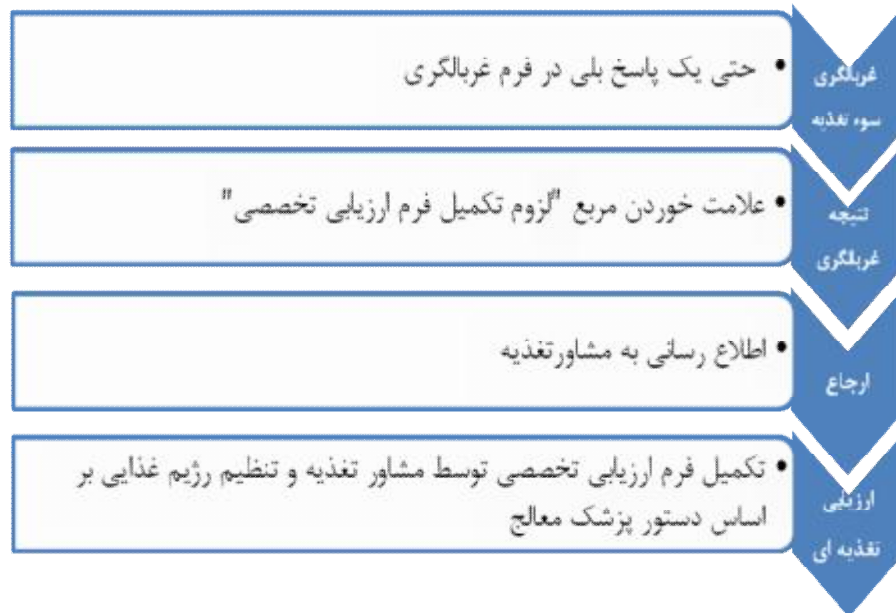 غربالگری
سوء تغذیه
• حتی یک پاسخ بلی در فرم غربالگری
نتیجه
غربالگری
• علامت خوردن مربع "لزوم تکمیل فرم ارزیابی تخصصی"
ارجاع
• اطلاع رسانی به مشاورتغذیه
ارزیابی
تغذیه ای
• تکمیل فرم ارزیابی تخصصی توسط مشاور تغذیه و تنظیم رژیم غذایی بر
اساس دستور پزشک معالج